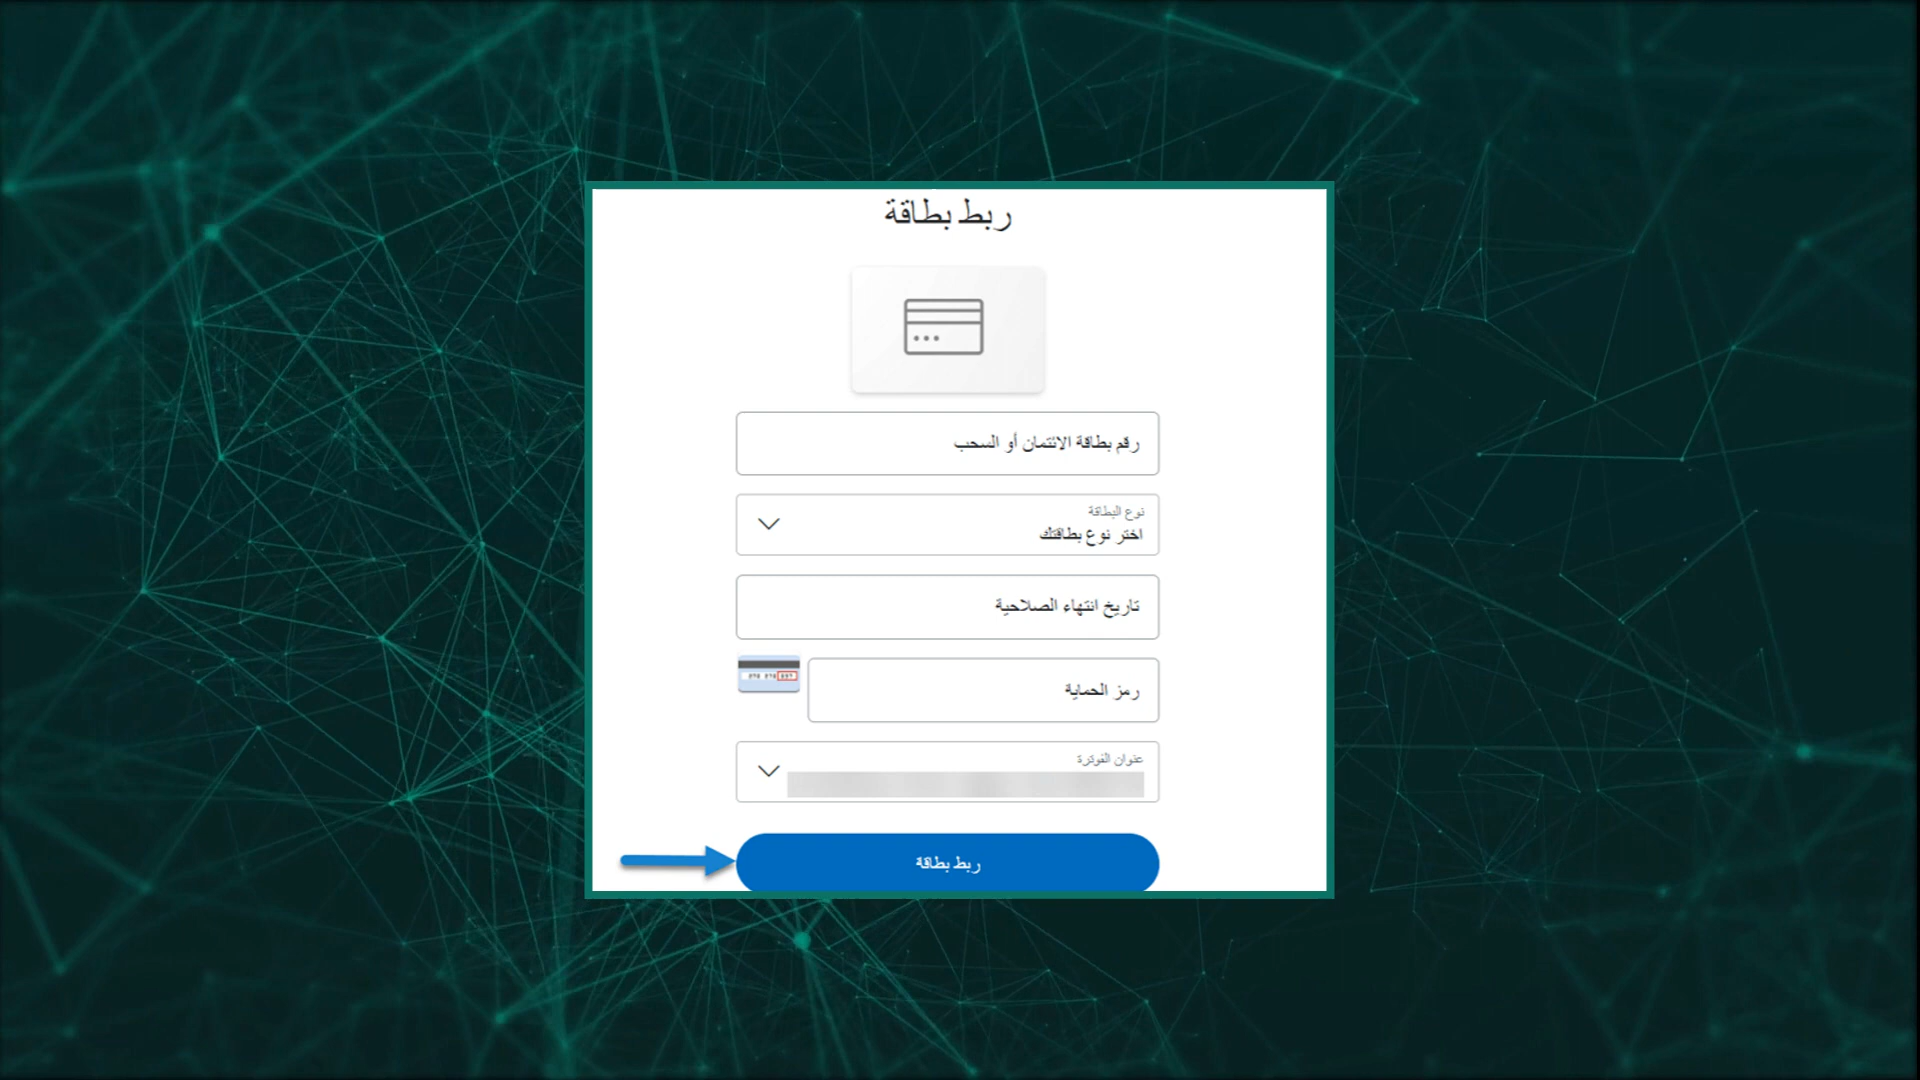 ربط بطاقة
رقم بطاقة الائتمان أو السحب
نوع البطاقة
اختر نوع بطاقتك
تاريخ انتهاء الصلاحية
رمز الحماية
عنوان الفوترة
ربط بطاقة